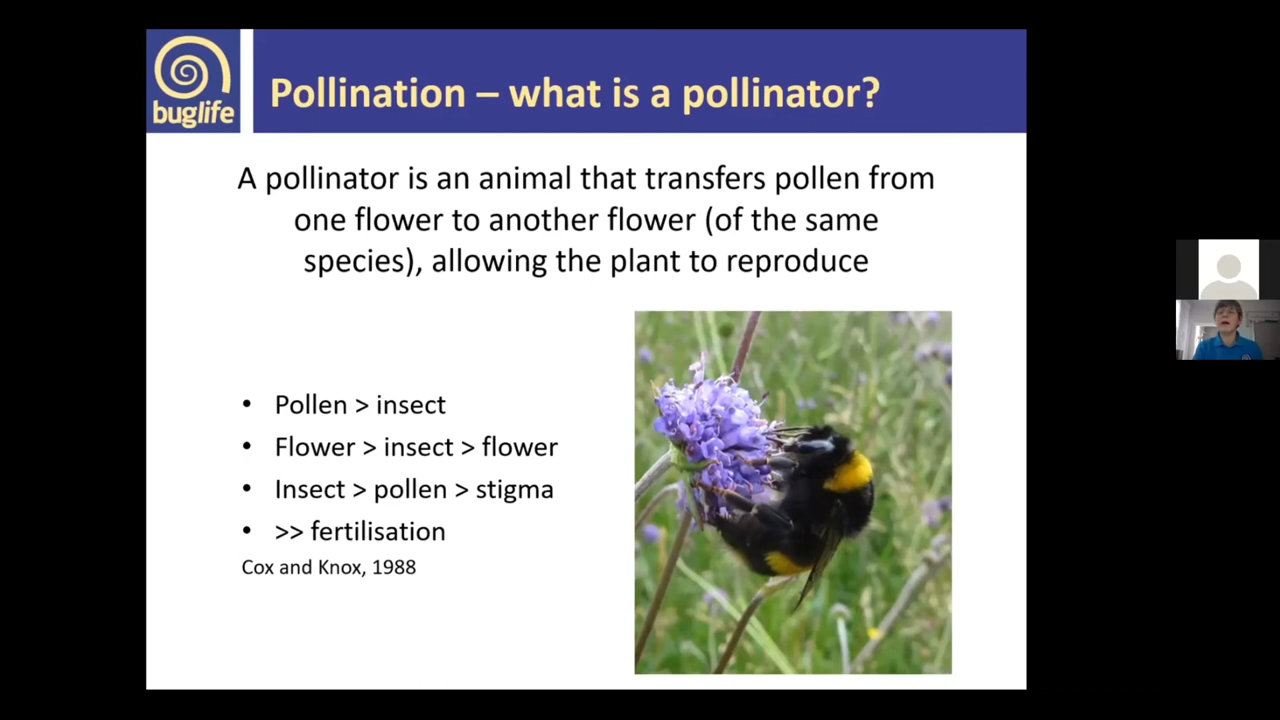 buglife
Pollination – what is a pollinator?
A pollinator is an animal that transfers pollen from
one flower to another flower (of the same
species), allowing the plant to reproduce
• Pollen > insect
• Flower > insect > flower
• Insect > pollen > stigma
• >> fertilisation
Cox and Knox, 1988